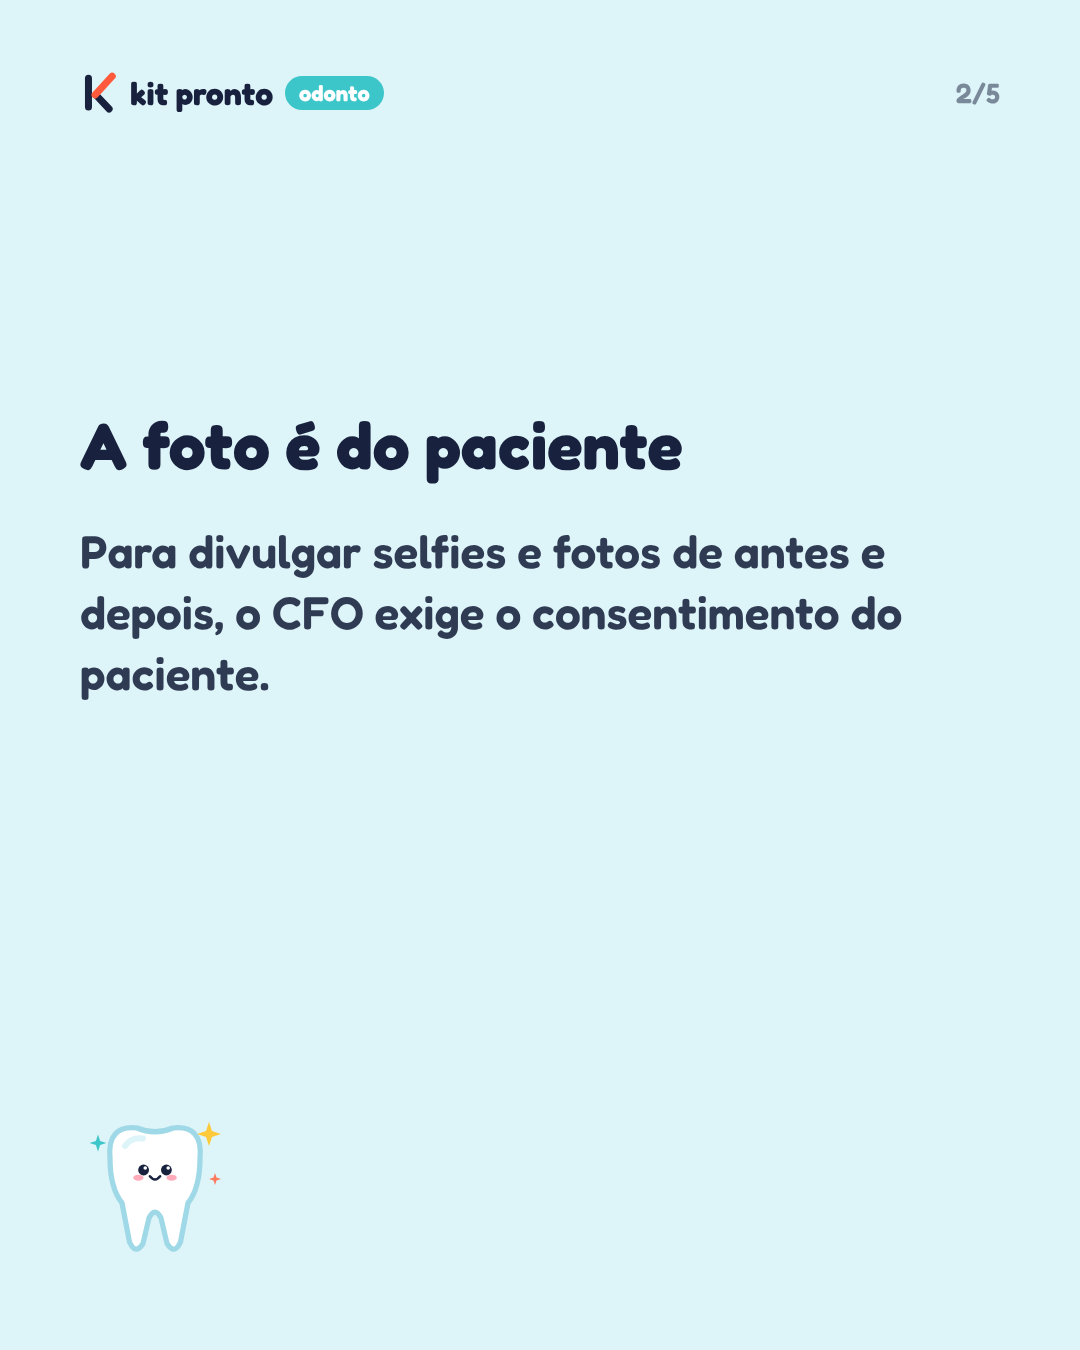 kit pronto odonto
2/5
A foto é do paciente
Para divulgar selfies e fotos de antes e
depois, o CFO exige o consentimento do
paciente.